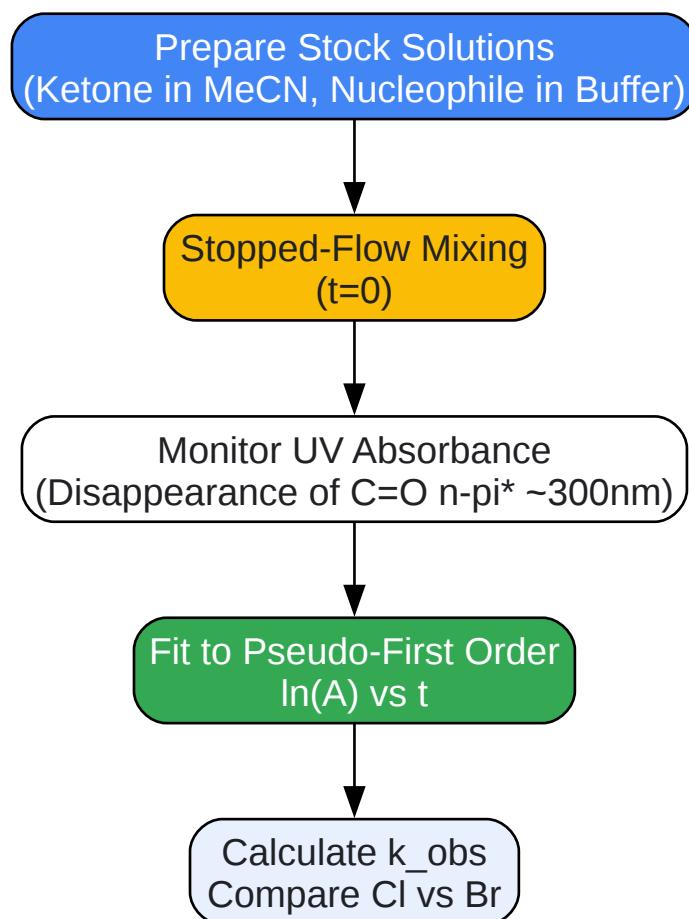 Prepare Stock Solutions
(Ketone in MeCN, Nucleophile in Buffer)
Stopped-Flow Mixing
(t=0)
Monitor UV Absorbance
(Disappearance of C=O n-pi* ~300nm)
Fit to Pseudo-First Order
ln(A) vs t
Calculate k_obs
Compare Cl vs Br